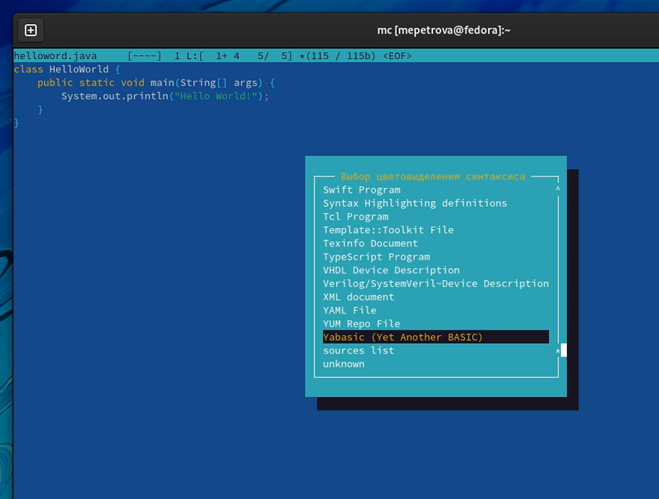 mc [mepetrova@fedora]:~
helloword.java [----] 1 L:[ 1+ 4 5/ 5] *(115 / 115b) <EOF>
class HelloWorld {
public static void main(String[] args) {
System.out.println("Hello World!");
}
}
Выбор цветовыделения синтаксиса
Swift Program
Syntax Highlighting definitions
Tcl Program
Template::Toolkit File
Texinfo Document
TypeScript Program
VHDL Device Description
Verilog/SystemVeril~Device Description
XML document
YAML File
YUM Repo File
Yabasic (Yet Another BASIC)
sources list
unknown